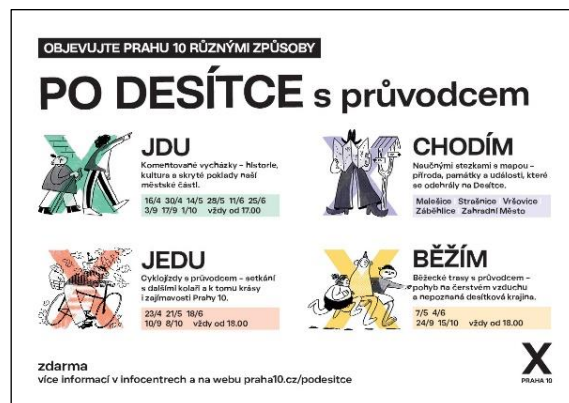 OBJEVUJTE PRAHU 10 RŮZNÝMI ZPŮSOBY
PO DESÍTCE s průvodcem
JDU
Komentované vycházky – historie,
kultura a skryté poklady naší
městské části.
16/4 30/4 14/5 28/5 11/6 25/6
3/9 17/9 1/10 vždy od 17.00
CHODÍM
Naučnými stezkami s mapou –
příroda, památky a události, které
se odehrály na Desítce.
Malešice Strašnice Vršovice
Záběhlice Zahradní Město
JEDU
Cyklojízdy s průvodcem – setkání
s dalšími kolaři a k tomu krásy
i zajímavosti Prahy 10.
23/4 21/5 18/6
10/9 8/10 vždy od 18.00
BĚŽÍM
Běžecké trasy s průvodcem –
pohyb na čerstvém vzduchu
a nepoznaná desítková krajina.
7/5 4/6
24/9 15/10 vždy od 18.00
zdarma
více informací v infocentrech a na webu praha10.cz/podesitce
X
PRAHA 10